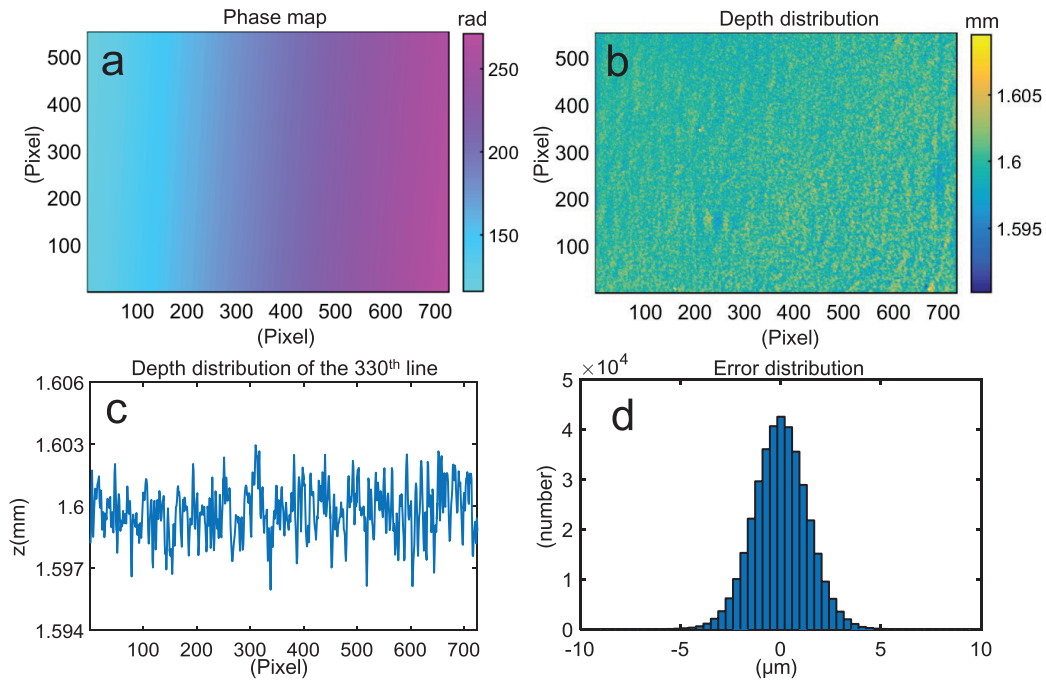 Phase map
rad
a
500
400
300
200
100
(Pixel)
100 200 300 400 500 600 700
(Pixel)
250
200
150
Depth distribution
mm
b
500
400
300
200
100
(Pixel)
100 200 300 400 500 600 700
(Pixel)
1.605
1.6
1.595
Depth distribution of the 330th line
c
1.606
1.603
1.6
1.597
1.594
z(mm)
100 200 300 400 500 600 700
(Pixel)
×10⁴
Error distribution
d
5
4
3
2
1
0
(number)
-10 -5 0 5 10
(μm)